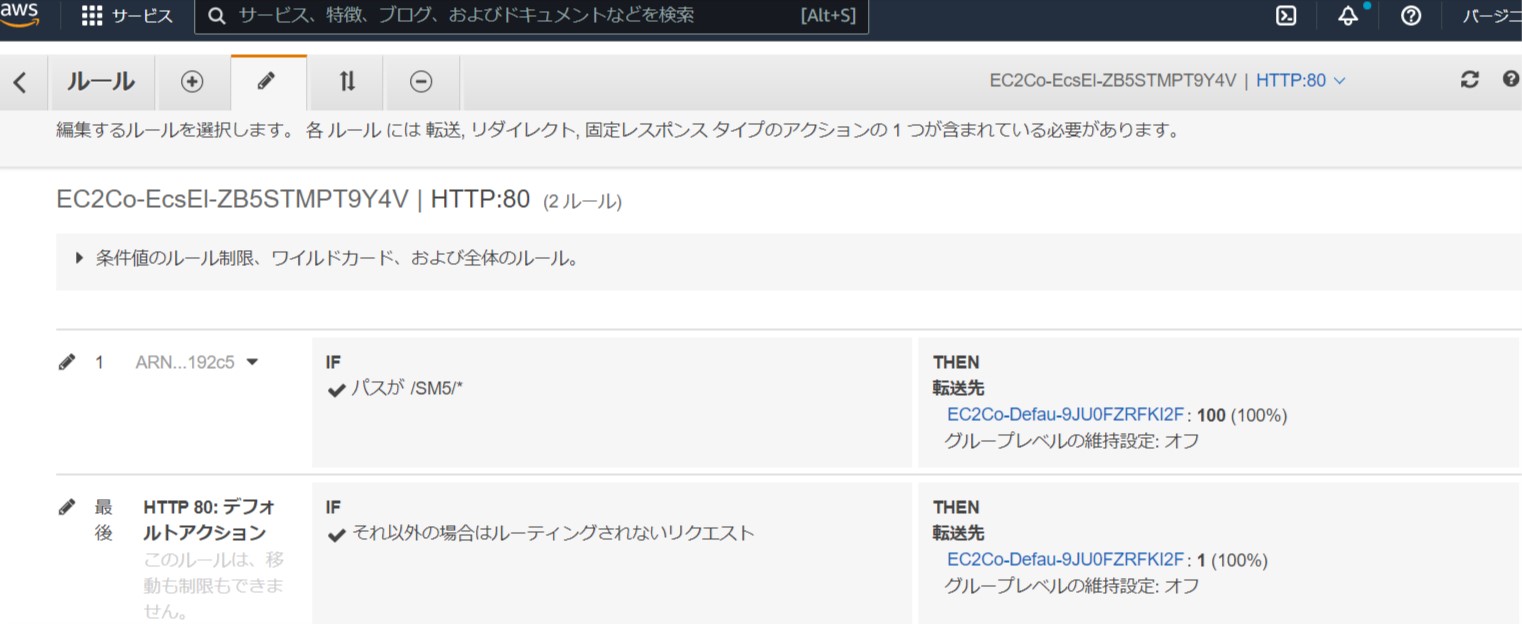 aws サービス サービス、特徴、ブログ、およびドキュメントなどを検索 [Alt+S]
ルール EC2Co-EcsEl-ZB5STMPT9Y4V | HTTP:80
編集するルールを選択します。 各 ルール には 転送, リダイレクト, 固定レスポンス タイプのアクションの 1 つが含まれている必要があります。
EC2Co-EcsEl-ZB5STMPT9Y4V | HTTP:80 (2 ルール)
条件値のルール制限、ワイルドカード、および全体のルール。
1 ARN...192c5
IF
パスが /SM5/*
THEN
転送先
EC2Co-Defau-9JU0FZRFKI2F: 100 (100%)
グループレベルの維持設定: オフ
最後
HTTP 80: デフォ
ルトアクション
このルールは、移
動も制限もできま
せん。
IF
それ以外の場合はルーティングされないリクエスト
THEN
転送先
EC2Co-Defau-9JU0FZRFKI2F: 1 (100%)
グループレベルの維持設定: オフ